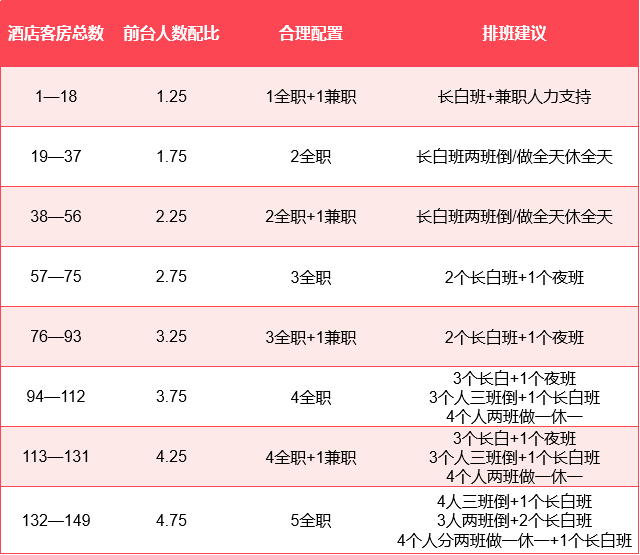 酒店客房总数 前台人数配比 合理配置 排班建议
1—18 1.25 1全职+1兼职 长白班+兼职人力支持
19—37 1.75 2全职 长白班两班倒/做全天休全天
38—56 2.25 2全职+1兼职 长白班两班倒/做全天休全天
57—75 2.75 3全职 2个长白班+1个夜班
76—93 3.25 3全职+1兼职 2个长白班+1个夜班
94—112 3.75 4全职 3个长白+1个夜班
3个人三班倒+1个长白班
4个人两班做一休一
113—131 4.25 4全职+1兼职 3个长白+1个夜班
3个人三班倒+1个长白班
4个人两班做一休一
132—149 4.75 5全职 4人三班倒+1个长白班
3人两班倒+2个长白班
4个人分两班做一休一+1个长白班